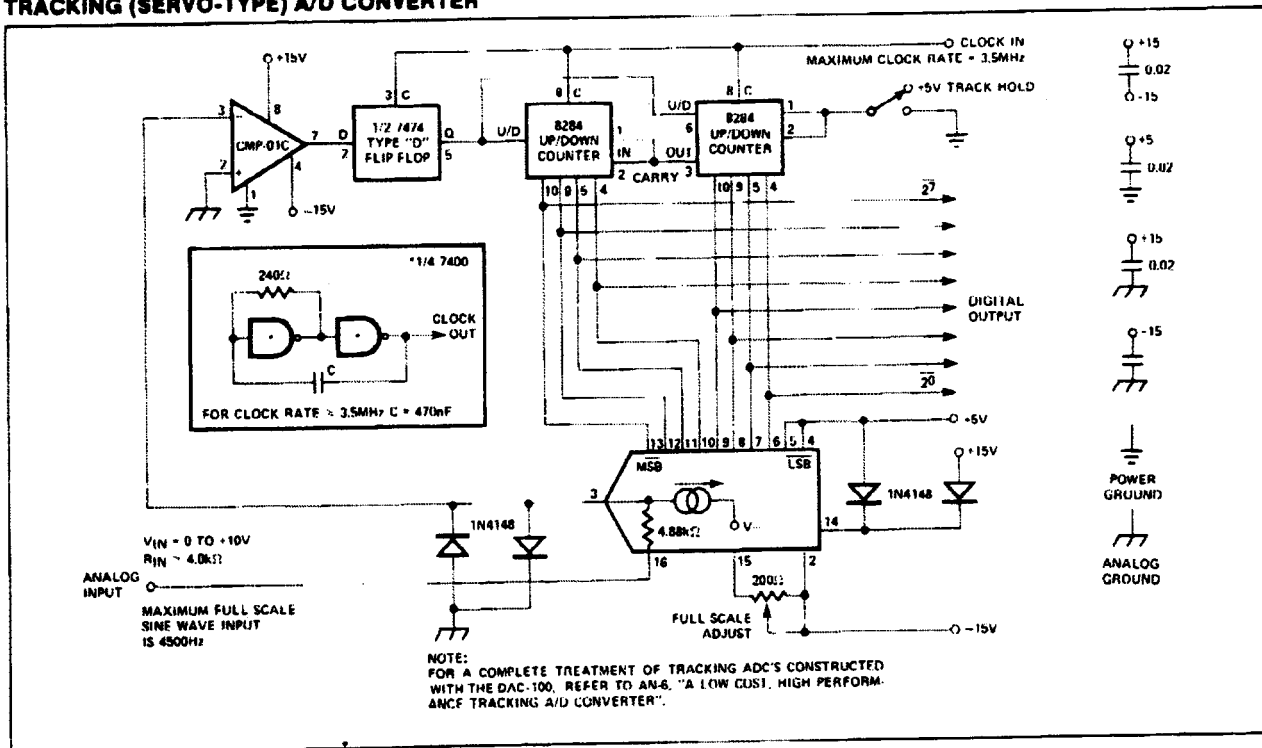 TRACKING (SERVO-TYPE) A/D CONVERTER
+15V
3
8
CMP-01C
7
2
1
4
-15V
3 C
D
2
1/2 7474
TYPE "D"
FLIP FLOP
Q
5
U/D
8 C
8284
UP/DOWN
COUNTER
1
IN
2
CARRY
10 9 5 4
U/D
6
OUT
3
8 C
8284
UP/DOWN
COUNTER
1
2
10 9 5 4
CLOCK IN
MAXIMUM CLOCK RATE = 3.5MHz
+5V TRACK HOLD
27
DIGITAL
OUTPUT
20
*1/4 7400
240Ω
*
CLOCK
OUT
C
FOR CLOCK RATE ≈ 3.5MHz C = 470nF
13 12 11 10 9 8 7 6 5 4
MSB
LSB
3
4.88kΩ
V-
16
15
2
14
+5V
+15V
1N4148
1N4148
VIN = 0 TO +10V
RIN
ANALOG
INPUT
MAXIMUM FULL SCALE
SINE WAVE INPUT
IS 4500Hz
200Ω
FULL SCALE
ADJUST
-15V
NOTE:
FOR A COMPLETE TREATMENT OF TRACKING ADC'S CONSTRUCTED
WITH THE DAC-100, REFER TO AN-6, "A LOW COST, HIGH PERFORM-
ANCE TRACKING A/D CONVERTER".
+15
0.02
-15
+5
0.02
+15
0.02
-15
POWER
GROUND
ANALOG
GROUND